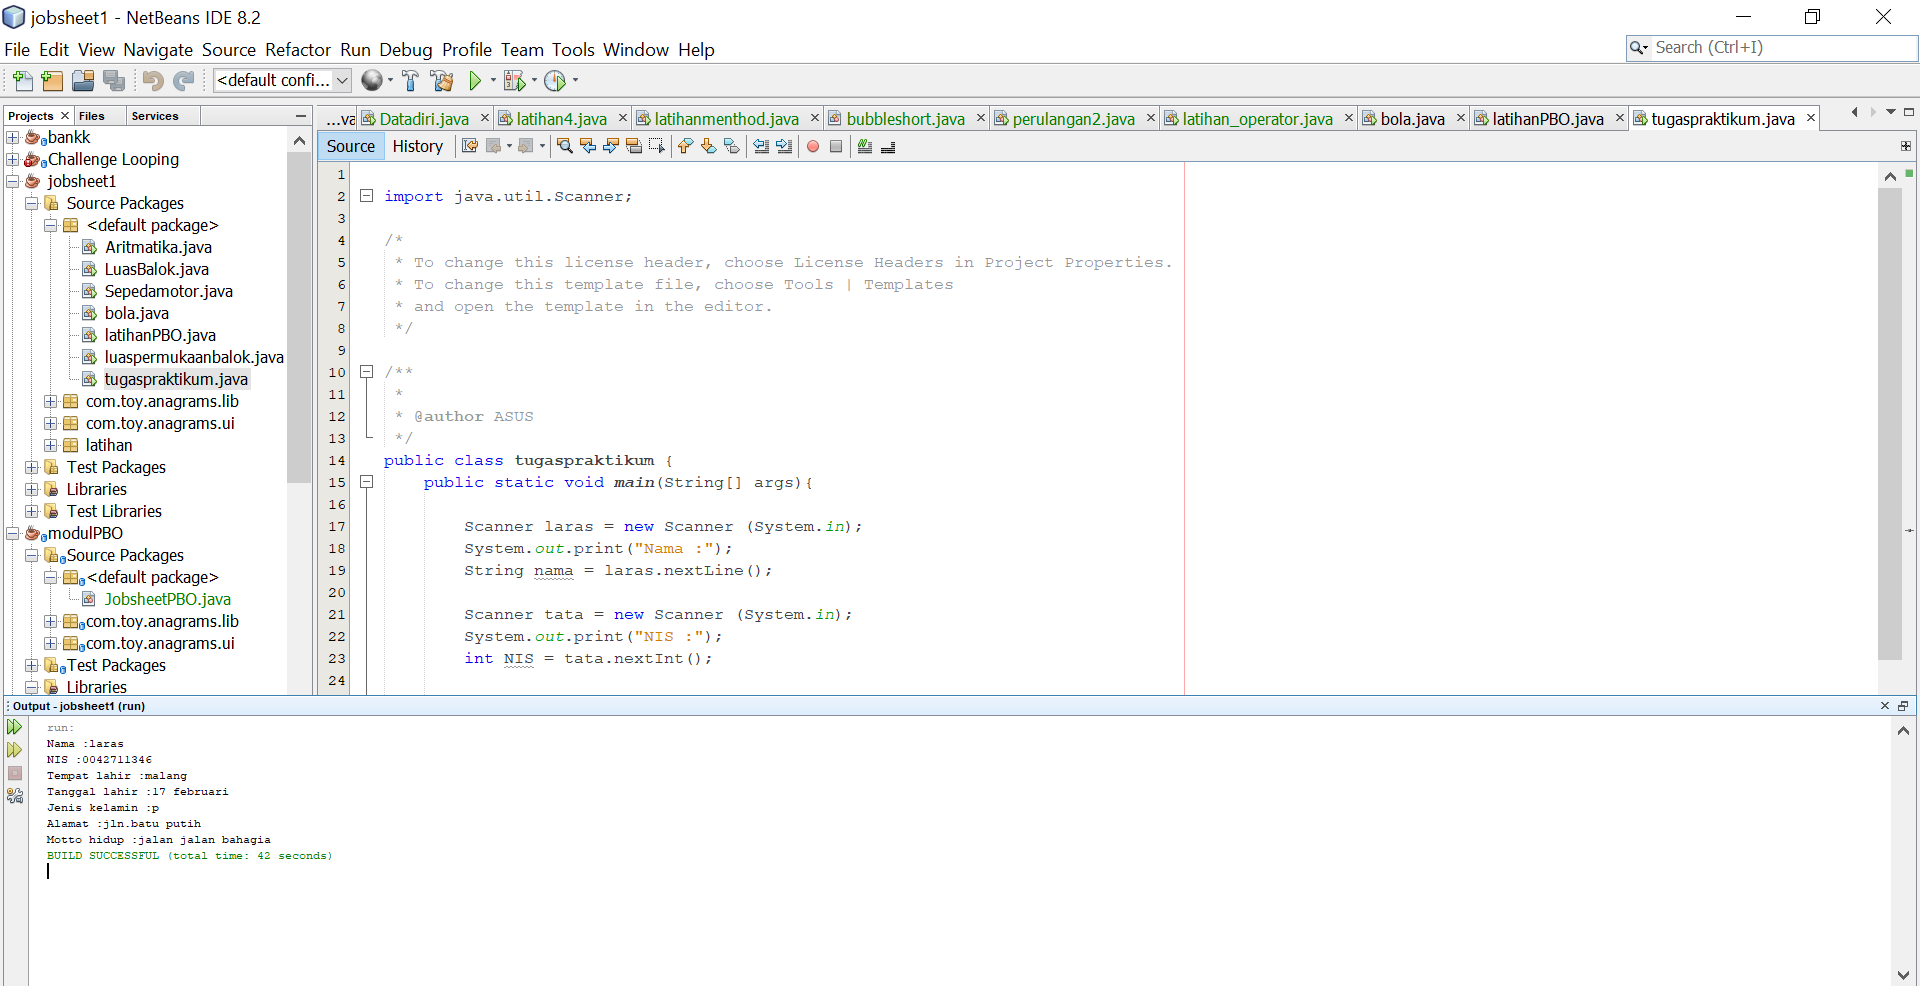 jobsheet1 - NetBeans IDE 8.2
File Edit View Navigate Source Refactor Run Debug Profile Team Tools Window Help
Search (Ctrl+I)
<default confi...
Projects
Files
Services
bankk
Challenge Looping
jobsheet1
Source Packages
<default package>
Aritmatika.java
LuasBalok.java
Sepedamotor.java
bola.java
latihanPBO.java
luaspermukaanbalok.java
tugaspraktikum.java
com.toy.anagrams.lib
com.toy.anagrams.ui
latihan
Test Packages
Libraries
Test Libraries
modulPBO
Source Packages
<default package>
JobsheetPBO.java
com.toy.anagrams.lib
com.toy.anagrams.ui
Test Packages
Libraries
...va Datadiri.java latihan4.java latihanmenthod.java bubbleshort.java perulangan2.java latihan_operator.java bola.java latihanPBO.java tugaspraktikum.java
Source History
1
2 import java.util.Scanner;
3
4 /*
5 * To change this license header, choose License Headers in Project Properties.
6 * To change this template file, choose Tools | Templates
7 * and open the template in the editor.
8 */
9
10 /**
11 *
12 * @author ASUS
13 */
14 public class tugaspraktikum {
15 public static void main(String[] args){
16
17 Scanner laras = new Scanner (System.in);
18 System.out.print("Nama :");
19 String nama = laras.nextLine();
20
21 Scanner tata = new Scanner (System.in);
22 System.out.print("NIS :");
23 int NIS = tata.nextInt();
24
Output - jobsheet1 (run)
run:
Nama :laras
NIS :0042711346
Tempat lahir :malang
Tanggal lahir :17 februari
Jenis kelamin :p
Alamat :jln.batu putih
Motto hidup :jalan jalan bahagia
BUILD SUCCESSFUL (total time: 42 seconds)